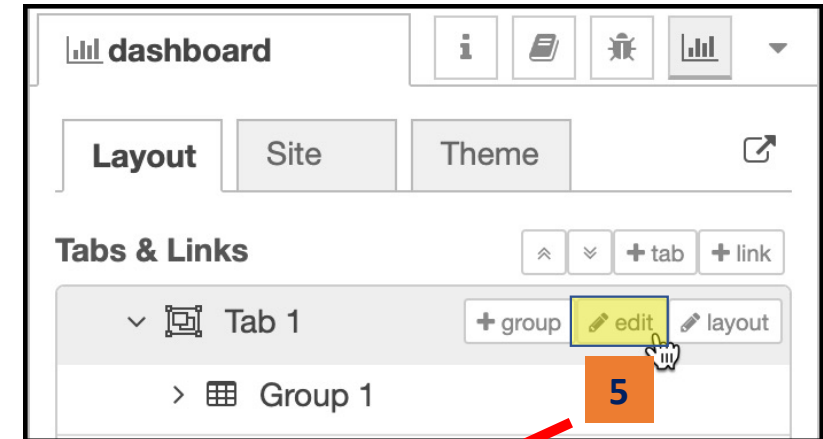 dashboard
Layout Site Theme
Tabs & Links + tab + link
Tab 1 + group edit layout
Group 1 5